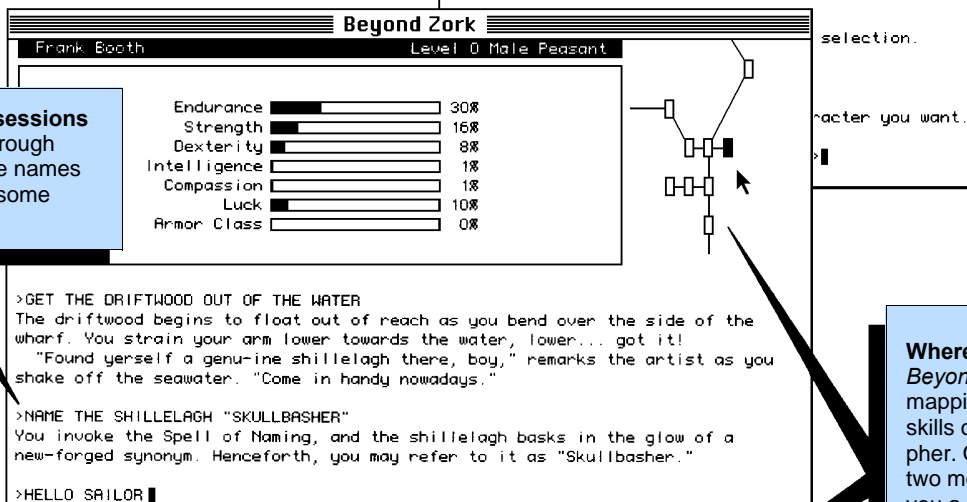 Beyond Zork
Frank Booth Level 0 Male Peasant
Endurance 30%
Strength 16%
Dexterity 8%
Intelligence 1%
Compassion 1%
Luck 10%
Armor Class 0%
>GET THE DRIFTWOOD OUT OF THE WATER
The driftwood begins to float out of reach as you bend over the side of the
wharf. You strain your arm lower towards the water, lower... got it!
"Found yerself a genu-ine shillelagh there, boy," remarks the artist as you
shake off the seawater. "Come in handy nowadays."
>NAME THE SHILLELAGH "SKULLBASHER"
You invoke the Spell of Naming, and the shillelagh basks in the glow of a
new-forged synonym. Henceforth, you may refer to it as "Skullbasher."
>HELLO SAILOR
sessions
rough
e names
some
selection.
racter you want.
>
Where
Beyon
mappi
skills o
pher. O
two mo
you a